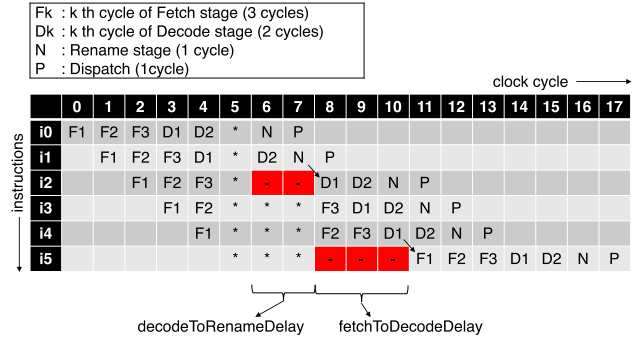 Fk : k th cycle of Fetch stage (3 cycles)
Dk : k th cycle of Decode stage (2 cycles)
N : Rename stage (1 cycle)
P : Dispatch (1cycle)
clock cycle
0 1 2 3 4 5 6 7 8 9 10 11 12 13 14 15 16 17
i0 F1 F2 F3 D1 D2 * N P
i1 F1 F2 F3 D1 * D2 N P
i2 F1 F2 F3 * - - D1 D2 N P
i3 F1 F2 * * * F3 D1 D2 N P
i4 F1 * * * F2 F3 D1 D2 N P
i5 * * * - - - F1 F2 F3 D1 D2 N P
instructions
decodeToRenameDelay
fetchToDecodeDelay